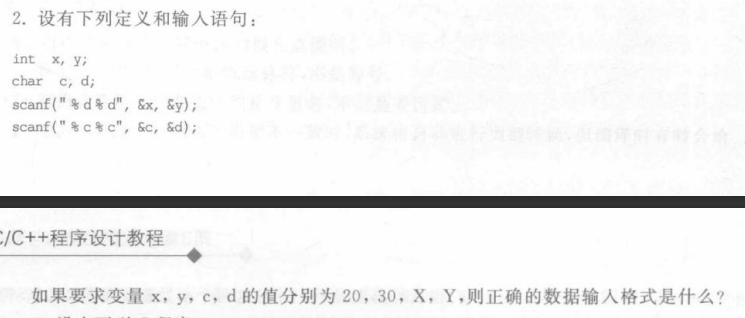 2. 设有下列定义和输入语句：
int x, y;
char c, d;
scanf("%d%d", &x, &y);
scanf("%c%c", &c, &d);
C/C++程序设计教程
如果要求变量 x，y，c，d 的值分别为 20，30，X，Y，则正确的数据输入格式是什么？